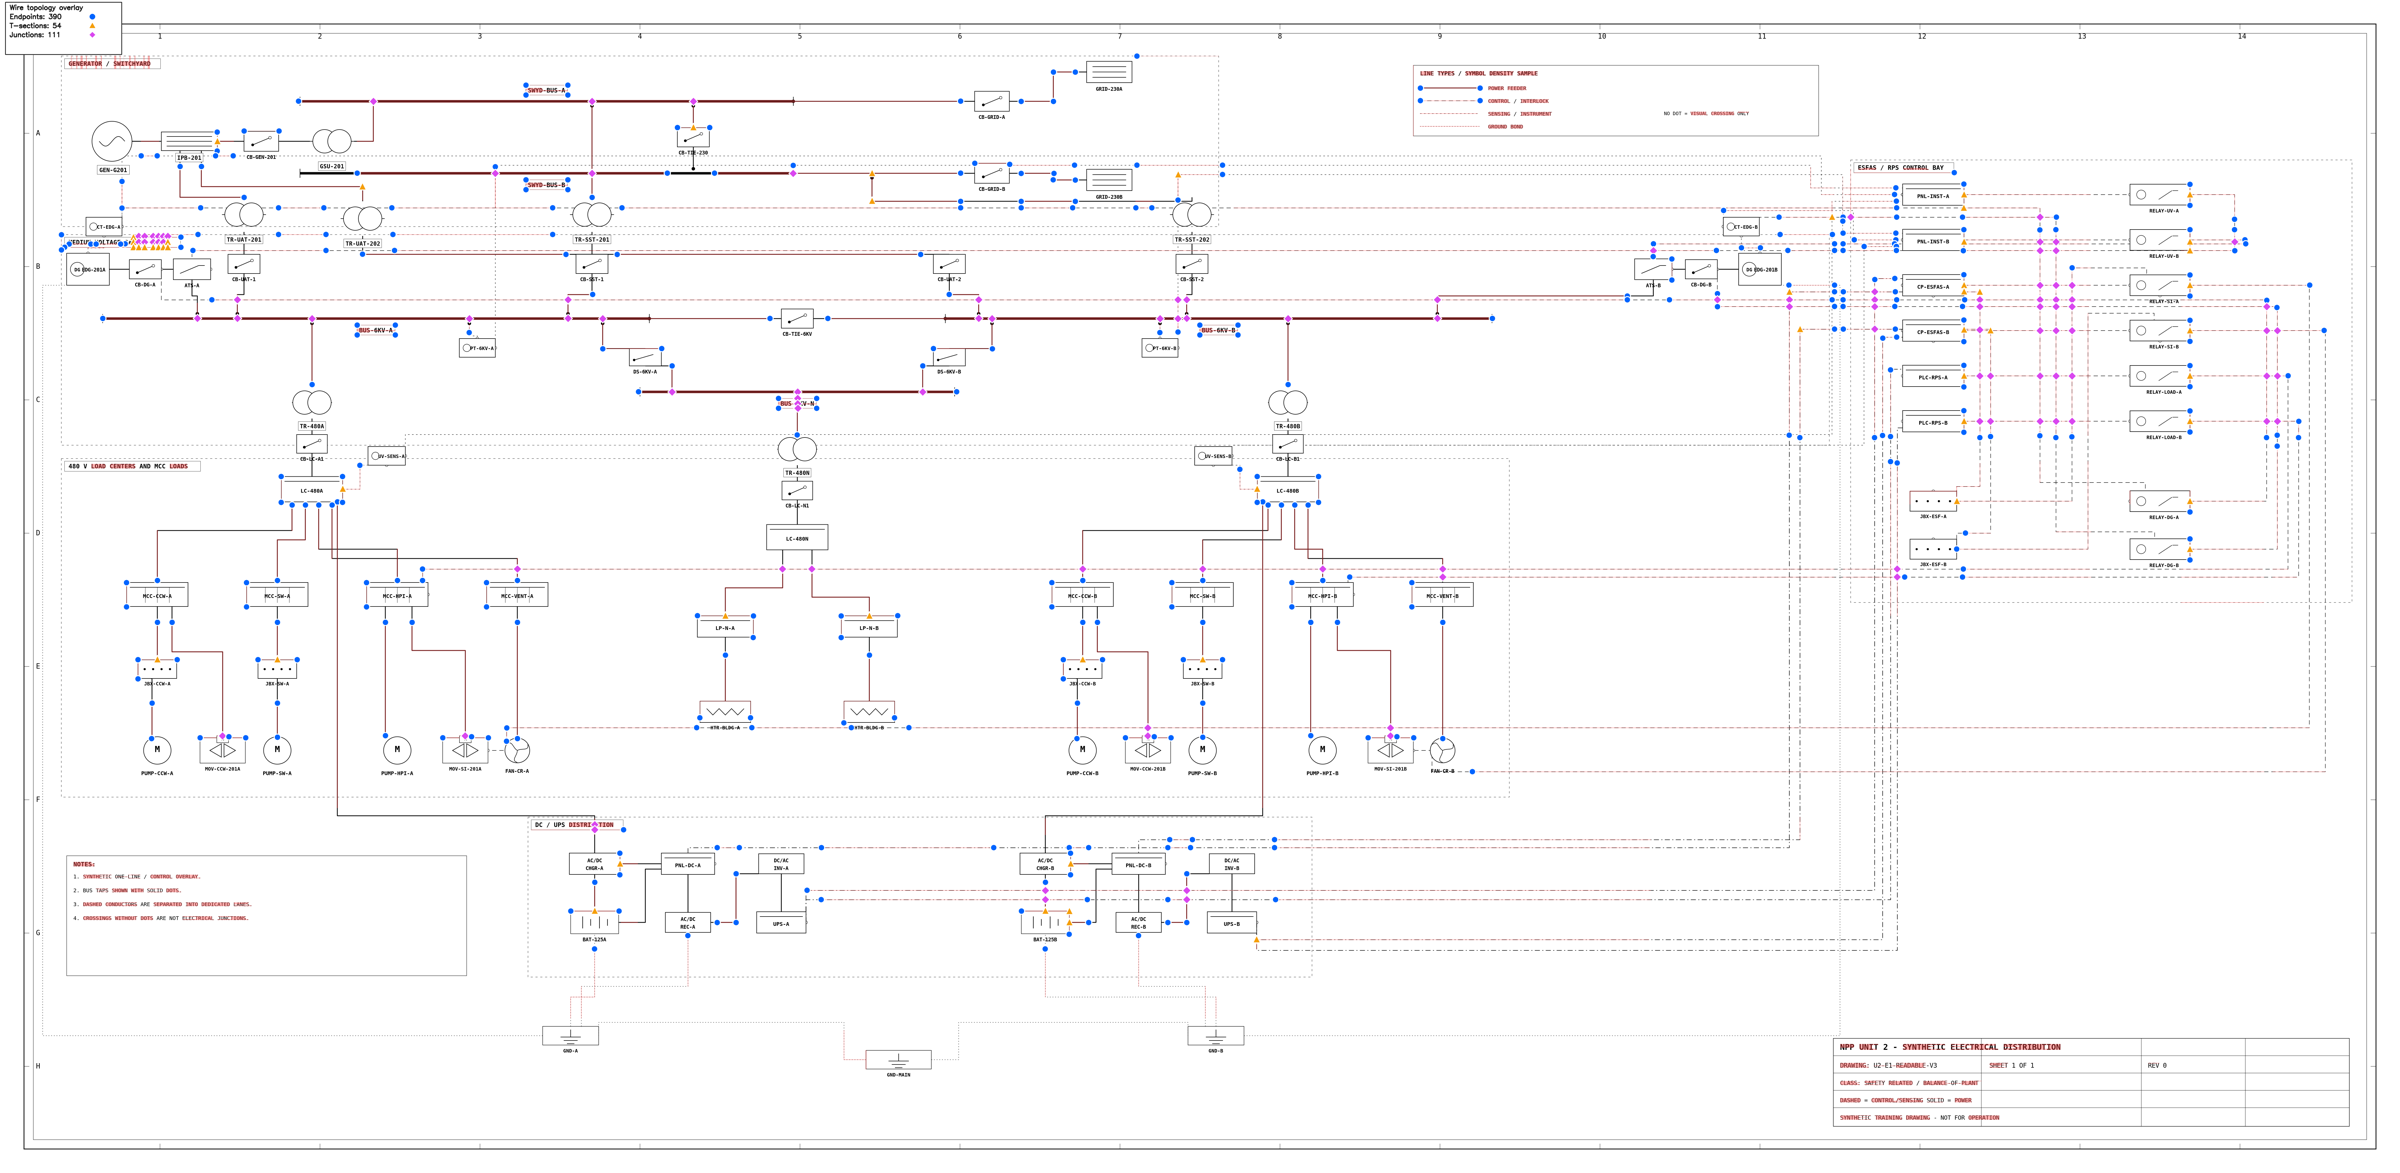 Wire topology overlay
Endpoints: 390
T-sections: 54
Junctions: 111
1 2 3 4 5 6 7 8 9 10 11 12 13 14
GENERATOR / SWITCHYARD
SWYD-BUS-A
GRID-230A
CB-GRID-A
LINE TYPES / SYMBOL DENSITY SAMPLE
POWER FEEDER
CONTROL / INTERLOCK
SENSING / INSTRUMENT
NO DOT = VISUAL CROSSING ONLY
GROUND BOND
A
GEN-G201
IPB-201
CB-GEN-201
GSU-201
CB-TIE-230
SWYD-BUS-B
CB-GRID-B
GRID-230B
ESFAS / RPS CONTROL BAY
PNL-INST-A
RELAY-UV-A
CT-EDG-A
TR-UAT-201
TR-UAT-202
TR-SST-201
TR-SST-202
CT-EDG-B
PNL-INST-B
RELAY-UV-B
B
DG EDG-201A
CB-DG-A
ATS-A
CB-UAT-1
CB-SST-1
CB-UAT-2
CB-SST-2
ATS-B
CB-DG-B
DG EDG-201B
CP-ESFAS-A
RELAY-SI-A
BUS-6KV-A
PT-6KV-A
CB-TIE-6KV
BUS-6KV-B
PT-6KV-B
CP-ESFAS-B
RELAY-SI-B
DS-6KV-A
DS-6KV-B
PLC-RPS-A
RELAY-LOAD-A
C
TR-480A
TR-480B
PLC-RPS-B
RELAY-LOAD-B
CB-LC-A1
UV-SENS-A
UV-SENS-B
CB-LC-B1
480 V LOAD CENTERS AND MCC LOADS
TR-480N
LC-480A
CB-LC-N1
LC-480B
JBX-ESF-A
RELAY-DG-A
D
LC-480N
JBX-ESF-B
RELAY-DG-B
MCC-CCW-A
MCC-SW-A
MCC-HPI-A
MCC-VENT-A
MCC-CCW-B
MCC-SW-B
MCC-HPI-B
MCC-VENT-B
LP-N-A
LP-N-B
E
JBX-CCW-A
JBX-SW-A
JBX-CCW-B
JBX-SW-B
HTR-BLDG-A
HTR-BLDG-B
M
M
M
M
M
M
PUMP-CCW-A
MOV-CCW-201A
PUMP-SW-A
PUMP-HPI-A
MOV-SI-201A
FAN-CR-A
PUMP-CCW-B
MOV-CCW-201B
PUMP-SW-B
PUMP-HPI-B
MOV-SI-201B
FAN-CR-B
F
NOTES:
1. SYNTHETIC ONE-LINE / CONTROL OVERLAY.
2. BUS TAPS SHOWN WITH SOLID DOTS.
3. DASHED CONDUCTORS ARE SEPARATED INTO DEDICATED LANES.
4. CROSSINGS WITHOUT DOTS ARE NOT ELECTRICAL JUNCTIONS.
DC / UPS
AC/DC
CHGR-A
PNL-DC-A
DC/AC
INV-A
AC/DC
CHGR-B
PNL-DC-B
DC/AC
INV-B
BAT-125A
AC/DC
REC-A
UPS-A
BAT-125B
AC/DC
REC-B
UPS-B
G
GND-A
GND-MAIN
GND-B
H
NPP UNIT 2 - SYNTHETIC ELECTRICAL DISTRIBUTION
DRAWING: U2-E1-READABLE-V3
SHEET 1 OF 1
REV 0
CLASS: SAFETY RELATED / BALANCE-OF-PLANT
DASHED = CONTROL/SENSING SOLID = POWER
SYNTHETIC TRAINING DRAWING - NOT FOR OPERATION